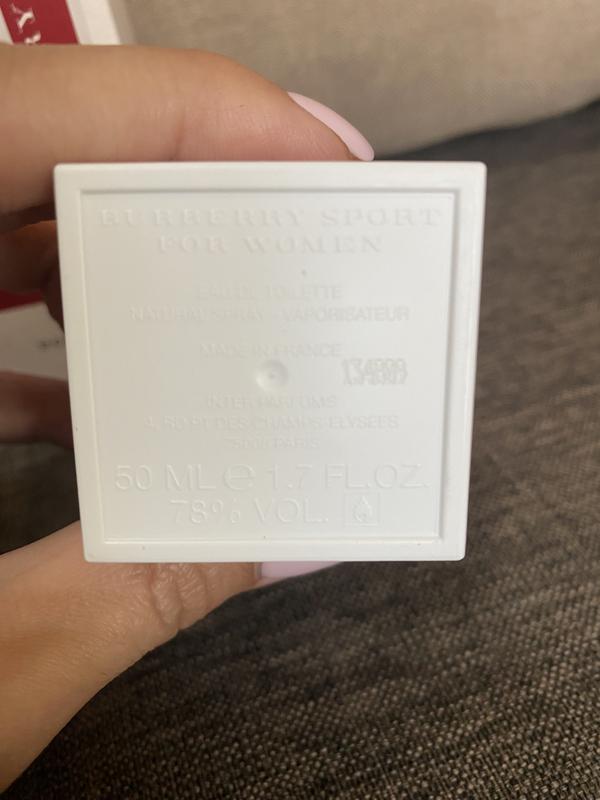 BURBERRY SPORT
FOR WOMEN
EAU DE TOILETTE
NATURAL SPRAY - VAPORISATEUR
MADE IN FRANCE
INTER PARFUMS
4, RD PT DES CHAMPS ELYSEES
75008 PARIS
50 ML e 1.7 FL.OZ.
78% VOL.